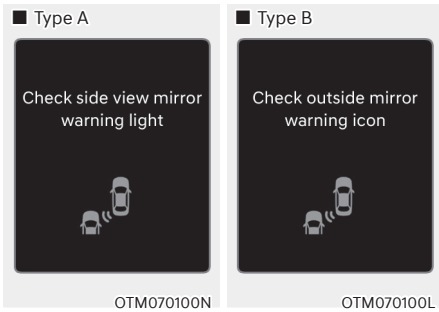 ■ Type A
Check side view mirror
warning light
OTM070100N
■ Type B
Check outside mirror
warning icon
OTM070100L